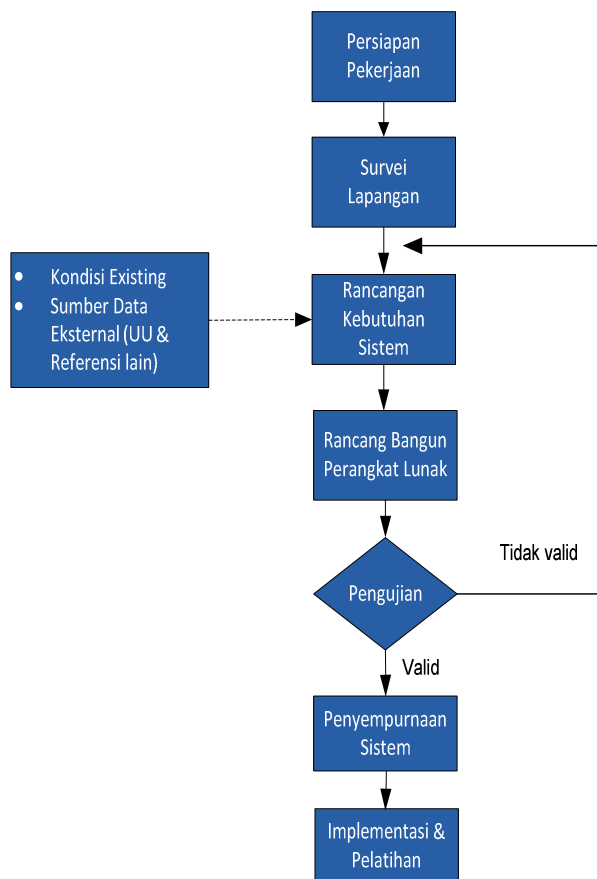 Persiapan
Pekerjaan
Survei
Lapangan
• Kondisi Existing
• Sumber Data
Eksternal (UU &
Referensi lain)
Rancangan
Kebutuhan
Sistem
Rancang Bangun
Perangkat Lunak
Pengujian
Tidak valid
Valid
Penyempurnaan
Sistem
Implementasi &
Pelatihan